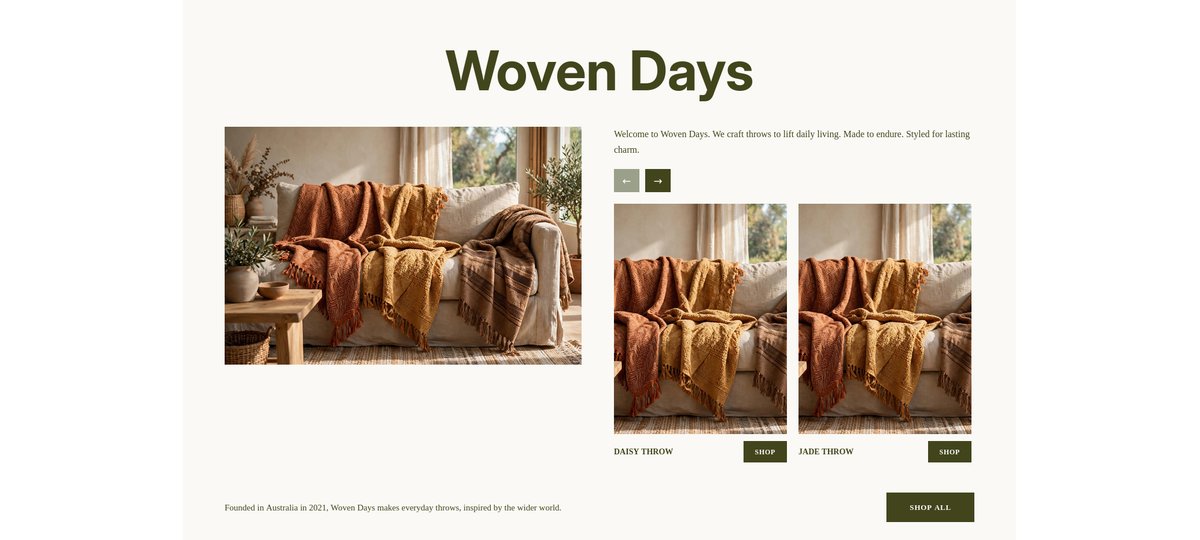 Woven Days
Welcome to Woven Days. We craft throws to lift daily living. Made to endure. Styled for lasting
charm.
← →
DAISY THROW SHOP JADE THROW SHOP
Founded in Australia in 2021, Woven Days makes everyday throws, inspired by the wider world. SHOP ALL